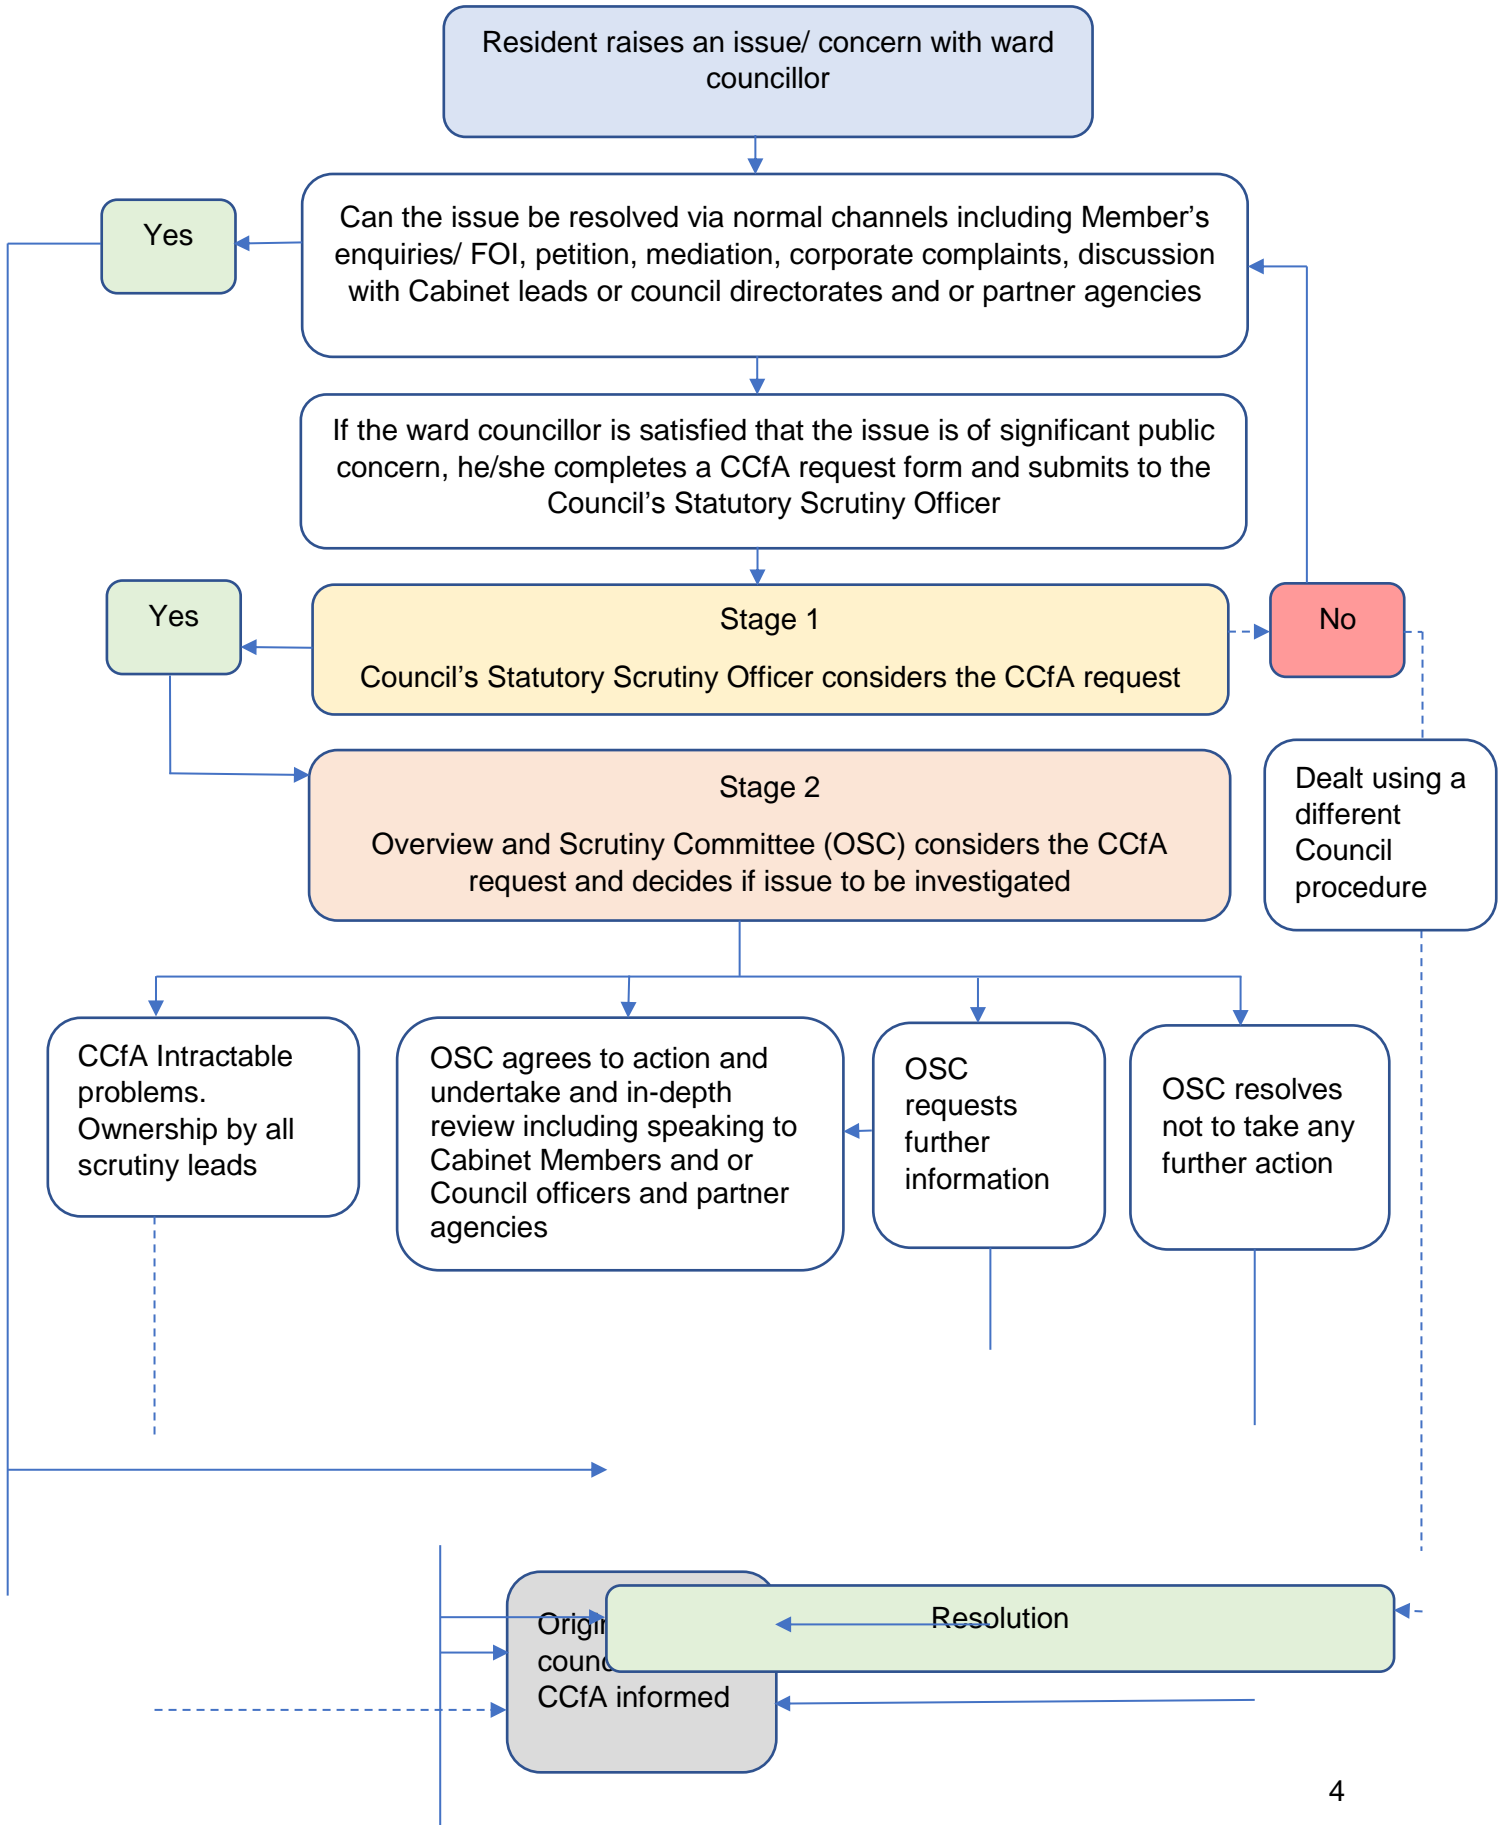 Resident raises an issue/ concern with ward
councillor
Yes
Can the issue be resolved via normal channels including Member’s
enquiries/ FOI, petition, mediation, corporate complaints, discussion
with Cabinet leads or council directorates and or partner agencies
If the ward councillor is satisfied that the issue is of significant public
concern, he/she completes a CCfA request form and submits to the
Council’s Statutory Scrutiny Officer
Yes
Stage 1
Council’s Statutory Scrutiny Officer considers the CCfA request
No
Stage 2
Overview and Scrutiny Committee (OSC) considers the CCfA
request and decides if issue to be investigated
Dealt using a
different
Council
procedure
CCfA Intractable
problems.
Ownership by all
scrutiny leads
OSC agrees to action and
undertake and in-depth
review including speaking to
Cabinet Members and or
Council officers and partner
agencies
OSC
requests
further
information
OSC resolves
not to take any
further action
Resolution
CCfA informed
4